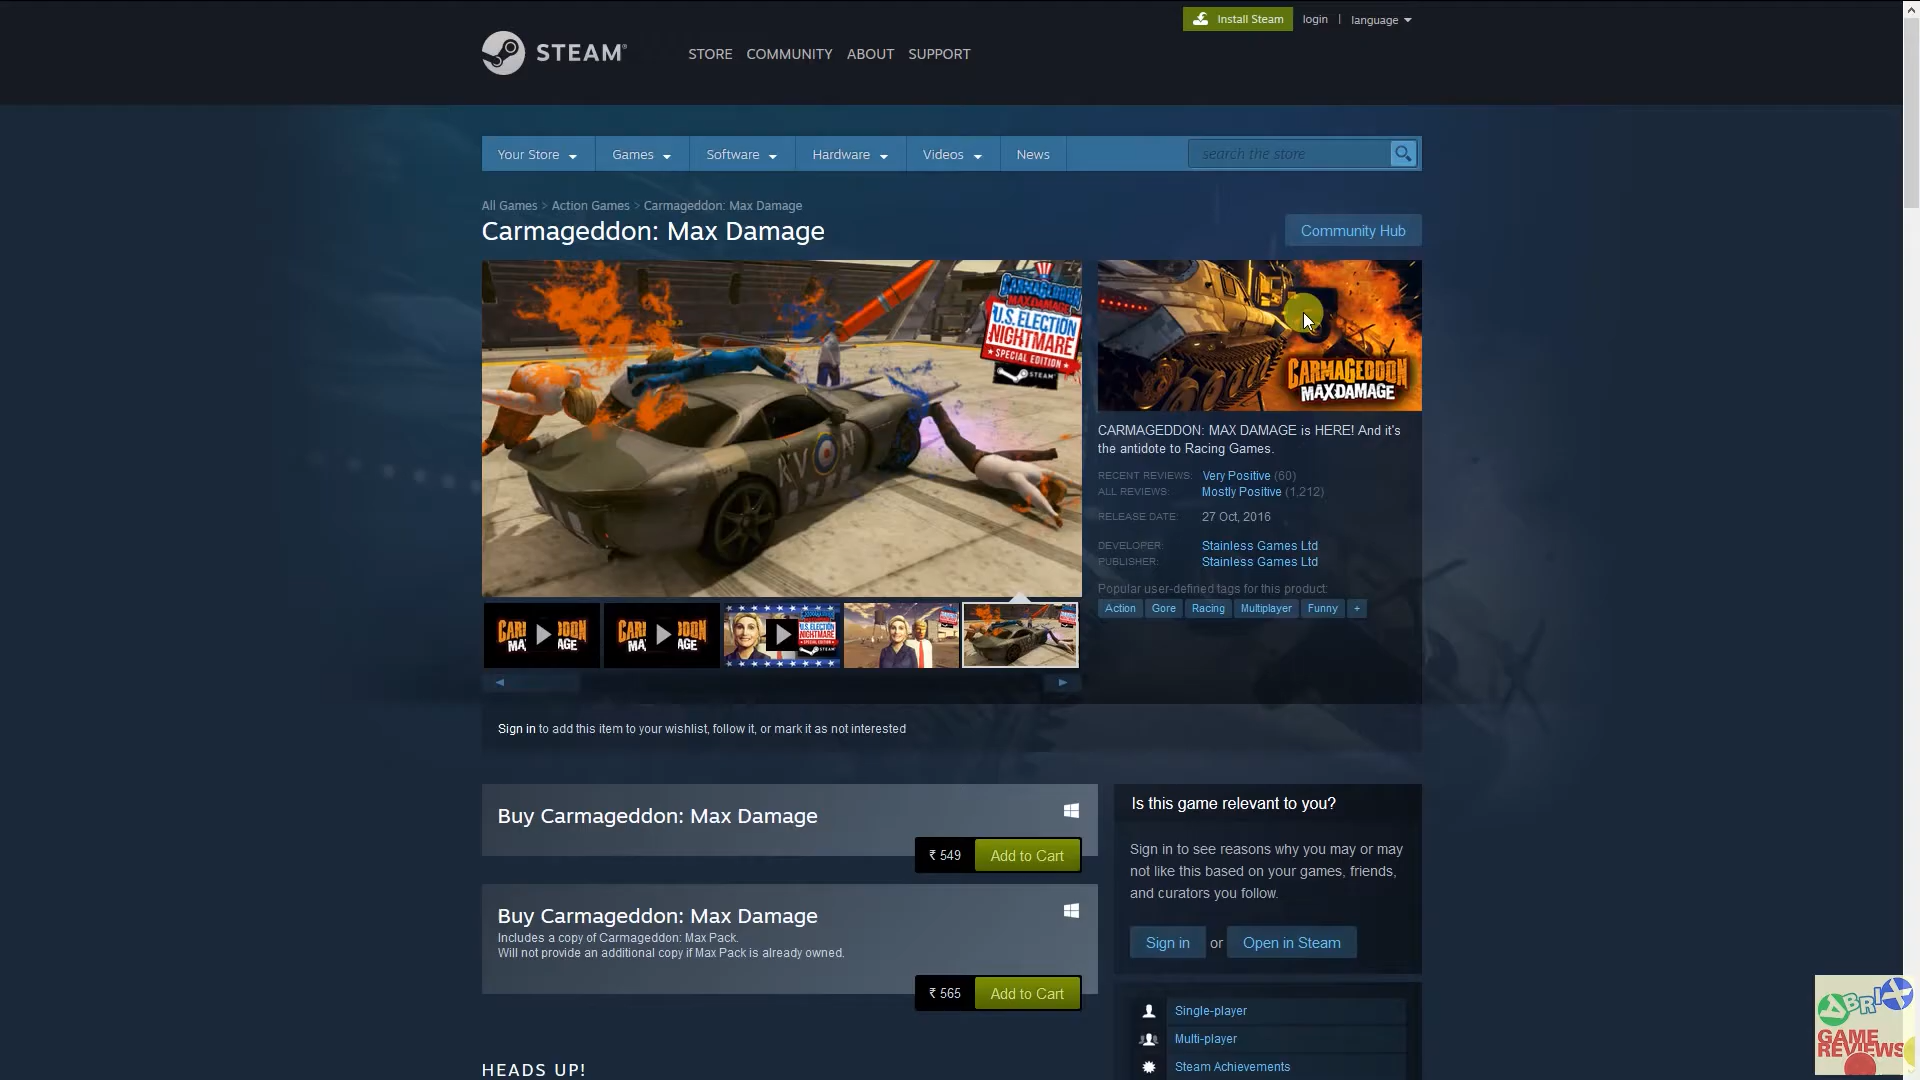 Install Steam login | language
STEAM®
STORE COMMUNITY ABOUT SUPPORT
Your Store Games Software Hardware Videos News search the store
All Games > Action Games > Carmageddon: Max Damage
Carmageddon: Max Damage
Community Hub
CARMAGEDDON
MAX DAMAGE
U.S. ELECTION
NIGHTMARE
SPECIAL EDITION
STEAM
CARMAGEDDON
MAX DAMAGE
CARMAGEDDON: MAX DAMAGE is HERE! And it's
the antidote to Racing Games.
RECENT REVIEWS: Very Positive (60)
ALL REVIEWS: Mostly Positive (1,212)
RELEASE DATE: 27 Oct, 2016
DEVELOPER: Stainless Games Ltd
PUBLISHER: Stainless Games Ltd
Popular user-defined tags for this product:
Action Gore Racing Multiplayer Funny +
Sign in to add this item to your wishlist, follow it, or mark it as not interested
Buy Carmageddon: Max Damage
₹ 549 Add to Cart
Buy Carmageddon: Max Damage
Includes a copy of Carmageddon: Max Pack.
Will not provide an additional copy if Max Pack is already owned.
₹ 565 Add to Cart
HEADS UP!
Is this game relevant to you?
Sign in to see reasons why you may or may
not like this based on your games, friends,
and curators you follow.
Sign in or Open in Steam
Single-player
Multi-player
Steam Achievements
ABRIX
GAME
REVIEWS